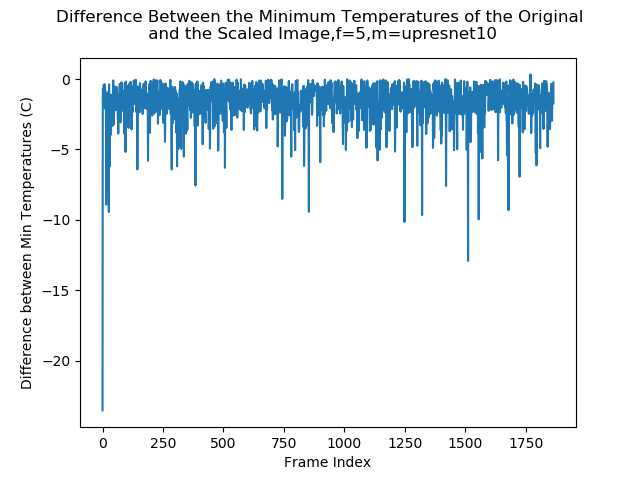 Difference Between the Minimum Temperatures of the Original
and the Scaled Image,f=5,m=upresnet10
Difference between Min Temperatures (C)
0
−5
−10
−15
−20
0 250 500 750 1000 1250 1500 1750
Frame Index